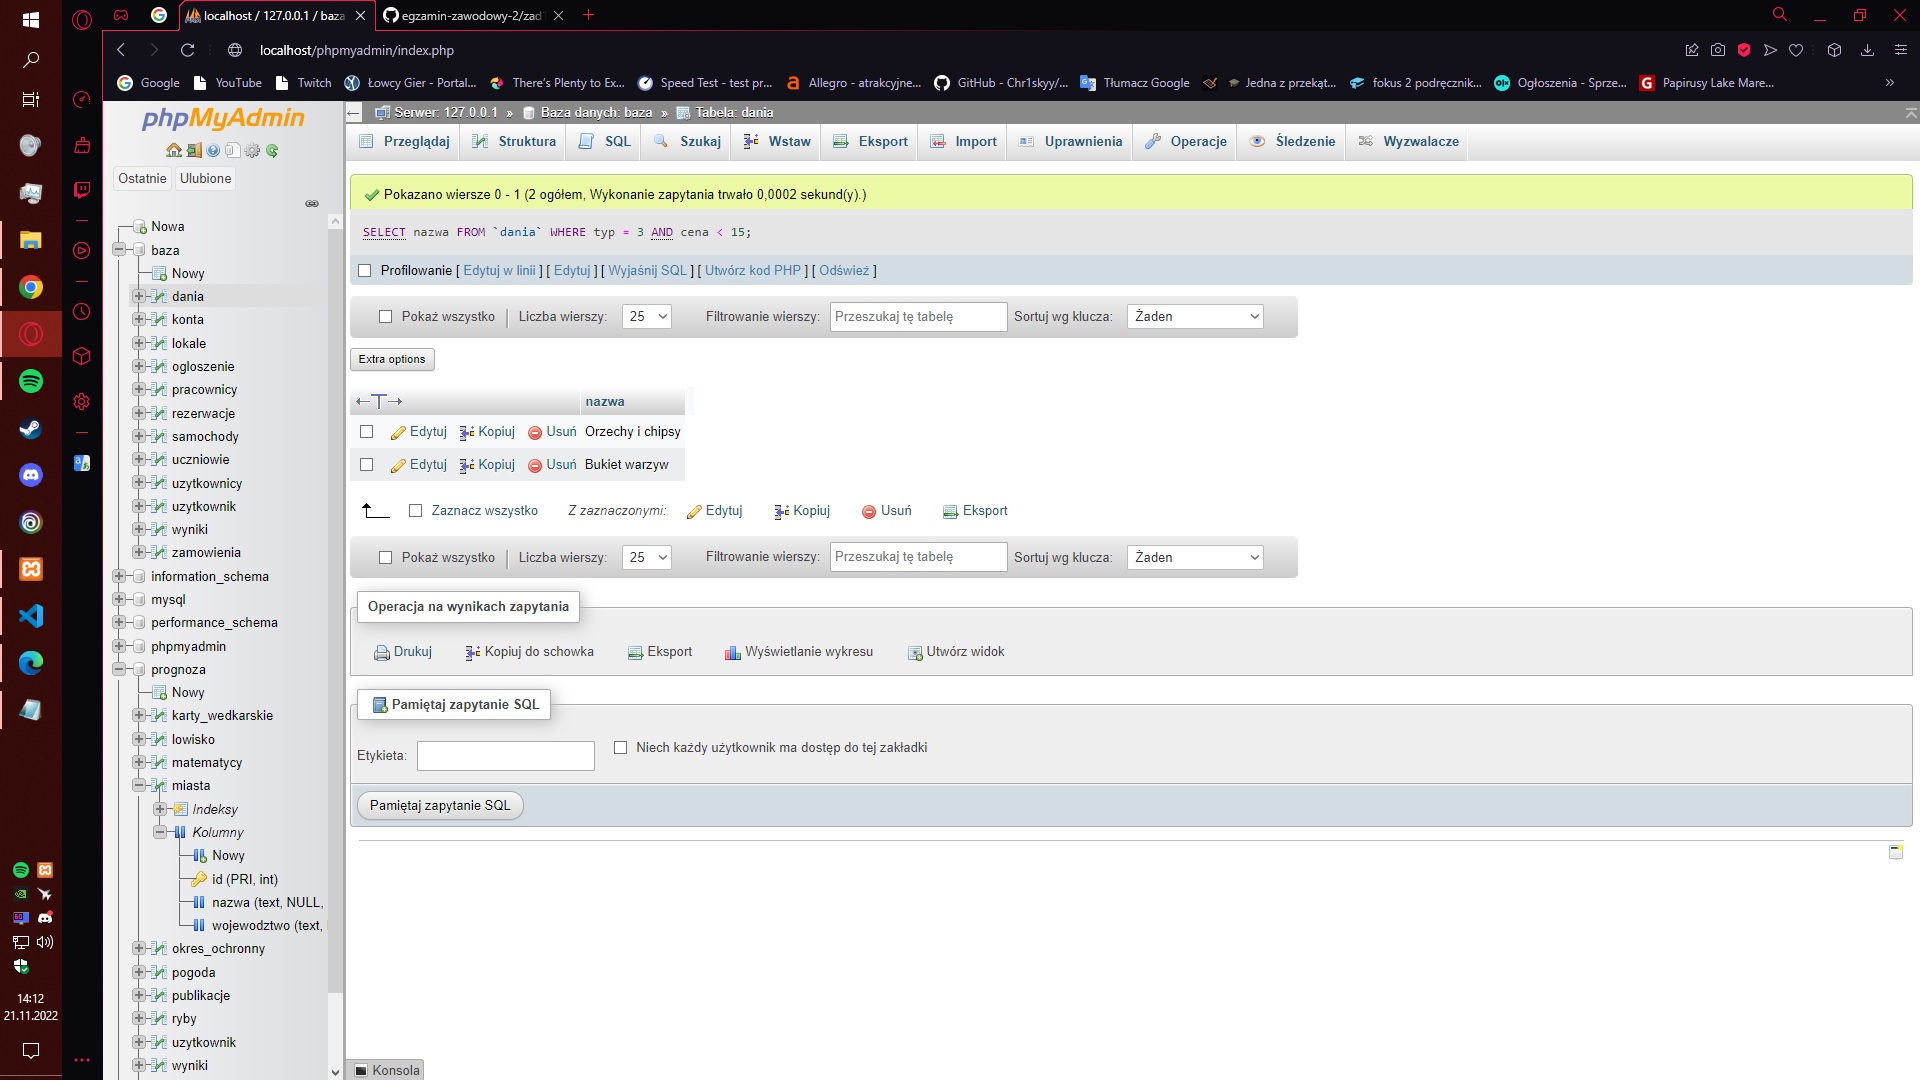 localhost / 127.0.0.1 / baza
egzamin-zawodowy-2/zad
localhost/phpmyadmin/index.php
Google
YouTube
Twitch
Łowcy Gier - Portal...
There's Plenty to Ex...
Speed Test - test pr...
Allegro - atrakcyjne...
GitHub - Chr1skyy/...
Tłumacz Google
Jedna z przekąt...
fokus 2 podręcznik...
Ogłoszenia - Sprze...
Papirusy Lake Mare...
»
phpMyAdmin
Ostatnie
Ulubione
Nowa
baza
Nowy
dania
konta
lokale
ogloszenie
pracownicy
rezerwacje
samochody
uczniowie
uzytkownicy
uzytkownik
wyniki
zamowienia
information_schema
mysql
performance_schema
phpmyadmin
prognoza
Nowy
karty_wedkarskie
lowisko
matematycy
miasta
Indeksy
Kolumny
Nowy
id (PRI, int)
nazwa (text, NULL,
wojewodztwo (text,
okres_ochronny
pogoda
publikacje
ryby
uzytkownik
wyniki
Serwer: 127.0.0.1 » Baza danych: baza » Tabela: dania
Przeglądaj
Struktura
SQL
Szukaj
Wstaw
Eksport
Import
Uprawnienia
Operacje
Śledzenie
Wyzwalacze
Pokazano wiersze 0 - 1 (2 ogółem, Wykonanie zapytania trwało 0,0002 sekund(y).)
SELECT nazwa FROM `dania` WHERE typ = 3 AND cena < 15;
Profilowanie [ Edytuj w linii ] [ Edytuj ] [ Wyjaśnij SQL ] [ Utwórz kod PHP ] [ Odśwież ]
Pokaż wszystko | Liczba wierszy: 25 Filtrowanie wierszy: Przeszukaj tę tabelę Sortuj wg klucza: Żaden
Extra options
←T→ nazwa
Edytuj Kopiuj Usuń Orzechy i chipsy
Edytuj Kopiuj Usuń Bukiet warzyw
Zaznacz wszystko Z zaznaczonymi: Edytuj Kopiuj Usuń Eksport
Pokaż wszystko | Liczba wierszy: 25 Filtrowanie wierszy: Przeszukaj tę tabelę Sortuj wg klucza: Żaden
Operacja na wynikach zapytania
Drukuj Kopiuj do schowka Eksport Wyświetlanie wykresu Utwórz widok
Pamiętaj zapytanie SQL
Etykieta: Niech każdy użytkownik ma dostęp do tej zakładki
Pamiętaj zapytanie SQL
Konsola
14:12
21.11.2022